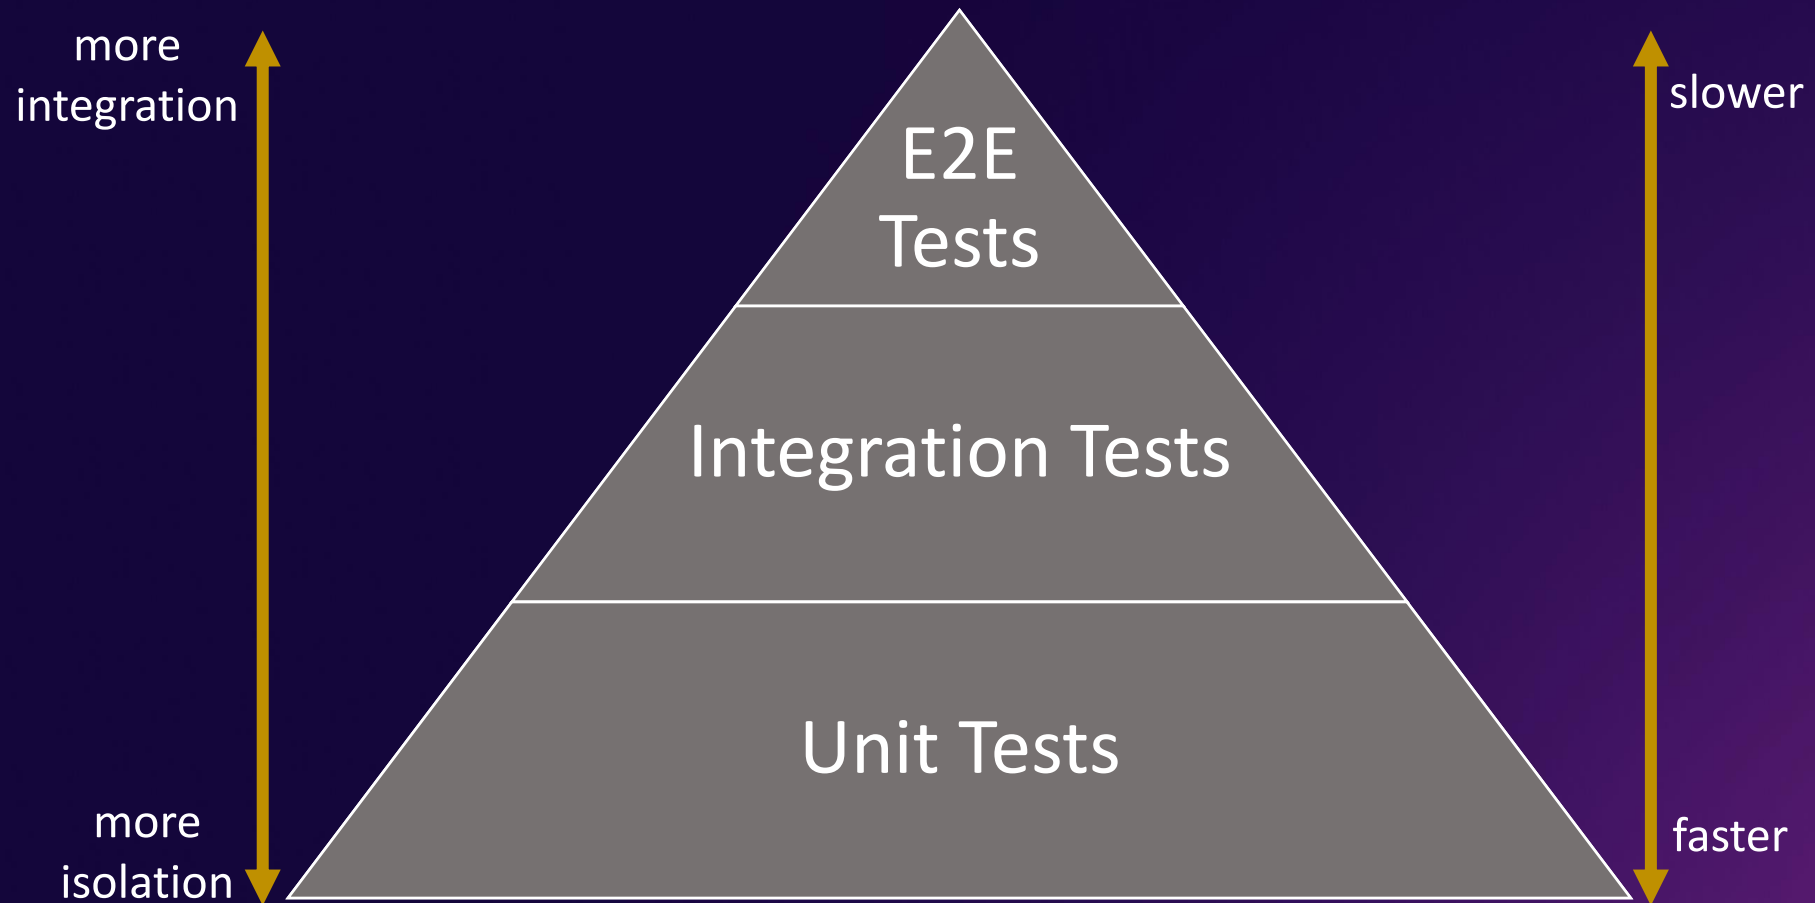 more
integration
slower
E2E
Tests
Integration Tests
Unit Tests
more
isolation
faster